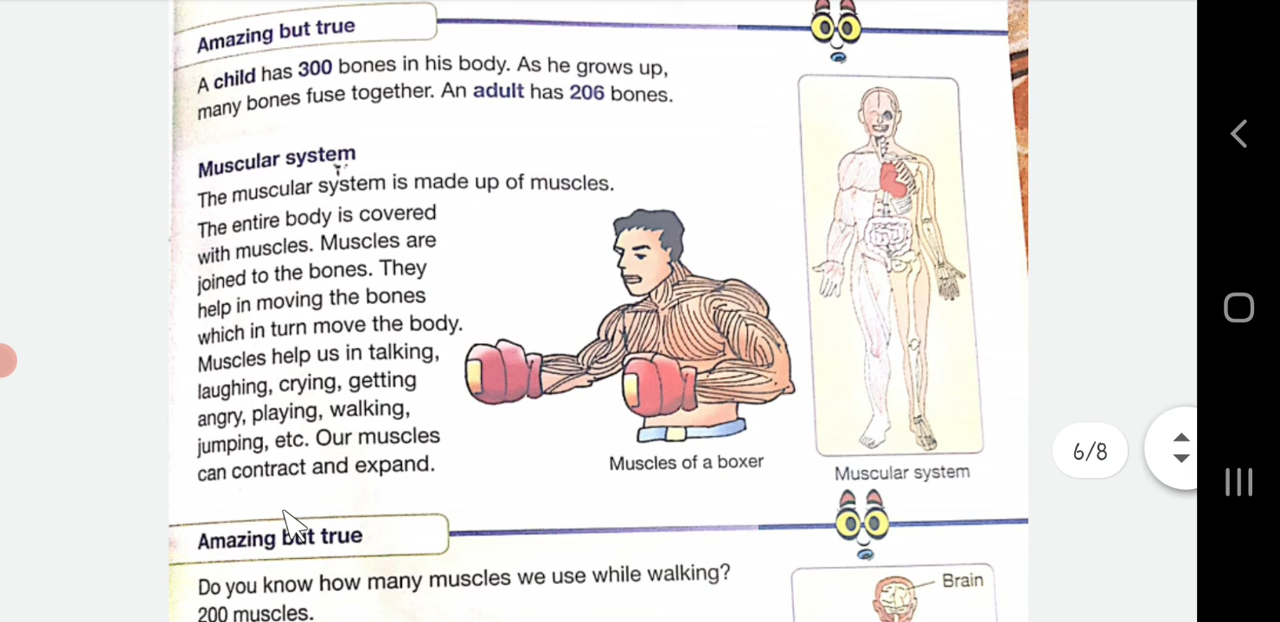 Amazing but true
A child has 300 bones in his body. As he grows up,
many bones fuse together. An adult has 206 bones.
Muscular system
The muscular system is made up of muscles.
The entire body is covered
with muscles. Muscles are
joined to the bones. They
help in moving the bones
which in turn move the body.
Muscles help us in talking,
laughing, crying, getting
angry, playing, walking,
jumping, etc. Our muscles
can contract and expand.
Muscles of a boxer
Muscular system
6/8
Amazing but true
Do you know how many muscles we use while walking?
200 muscles.
Brain